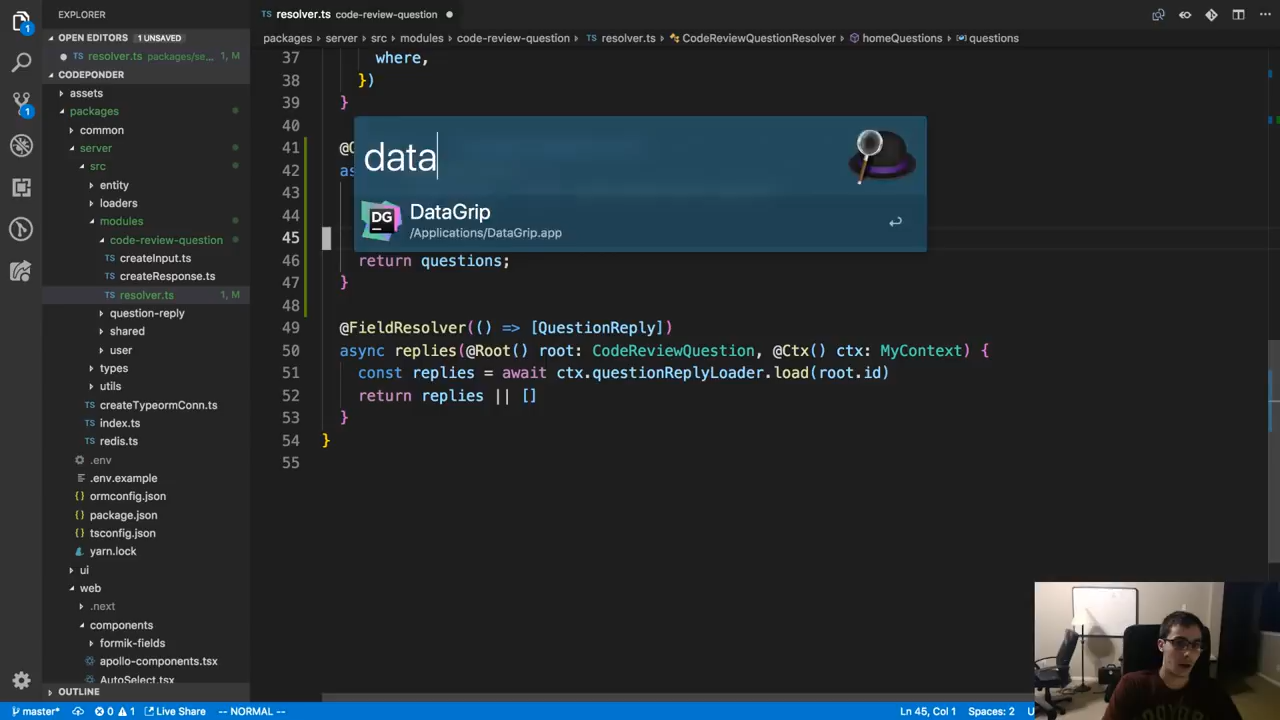 EXPLORER
OPEN EDITORS 1 UNSAVED
TS resolver.ts packages/se... 1, M
CODEPONDER
assets
packages
common
server
src
entity
loaders
modules
code-review-question
TS createInput.ts
TS createResponse.ts
TS resolver.ts 1, M
question-reply
shared
user
types
utils
TS createTypeormConn.ts
TS index.ts
TS redis.ts
.env
.env.example
{} ormconfig.json
{} package.json
{} tsconfig.json
yarn.lock
ui
web
.next
components
formik-fields
apollo-components.tsx
AutoSelect.tsx
OUTLINE
TS resolver.ts code-review-question
packages › server › src › modules › code-review-question › TS resolver.ts › CodeReviewQuestionResolver › homeQuestions › questions
37 where,
38 })
39 }
40
41
42 as
43
44
45
46 return questions;
47 }
48
49 @FieldResolver(() => [QuestionReply])
50 async replies(@Root() root: CodeReviewQuestion, @Ctx() ctx: MyContext) {
51 const replies = await ctx.questionReplyLoader.load(root.id)
52 return replies || []
53 }
54 }
55
data
DG
DataGrip
/Applications/DataGrip.app
master* 0 1 Live Share -- NORMAL -- Ln 45, Col 1 Spaces: 2